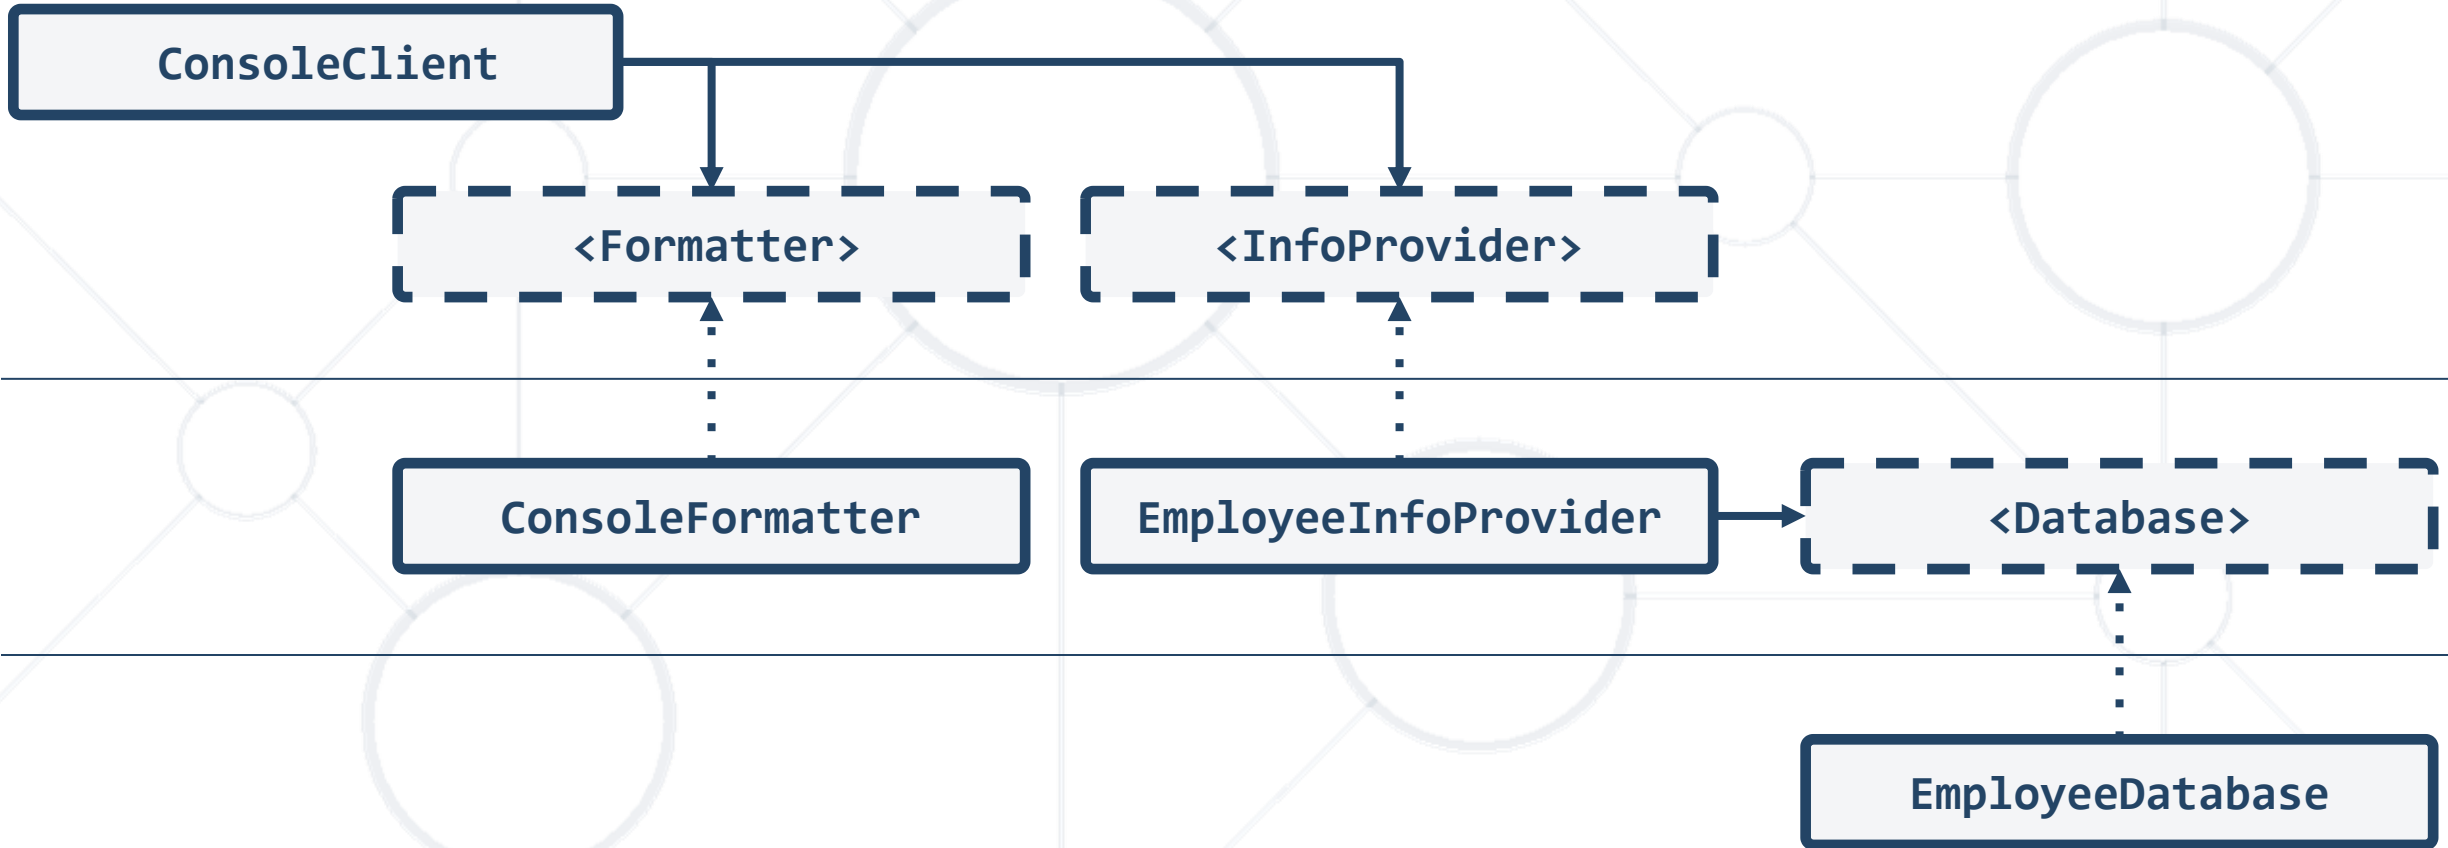 ConsoleClient
<Formatter>
<InfoProvider>
ConsoleFormatter
EmployeeInfoProvider
<Database>
EmployeeDatabase